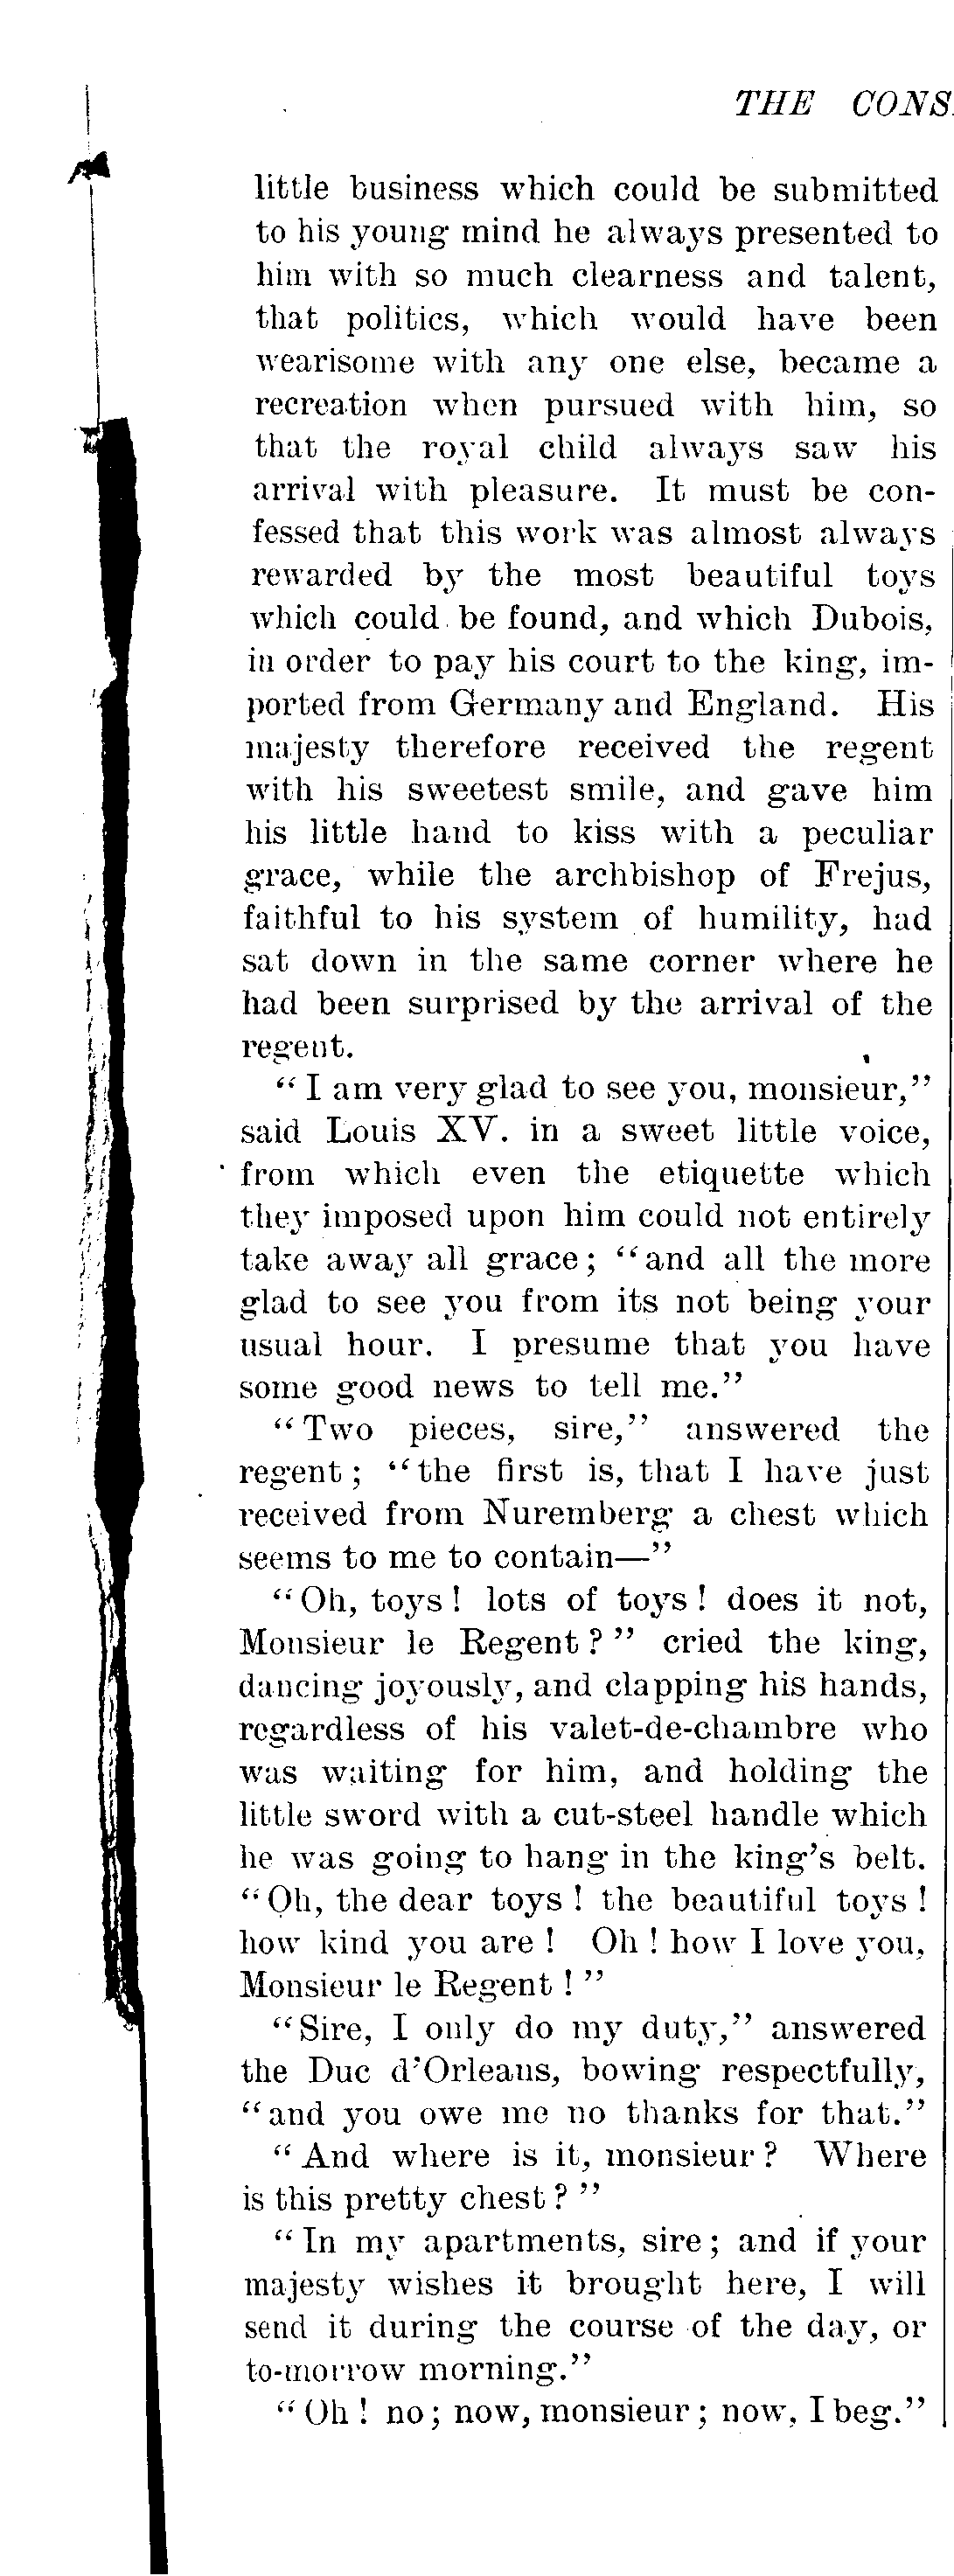 THE CONS
little business which could be submitted
to his young mind he always presented to
him with so much clearness and talent,
that politics, which would have been
wearisome with any one else, became a
recreation when pursued with him, so
that the royal child always saw his
arrival with pleasure. It must be con-
fessed that this work was almost always
rewarded by the most beautiful toys
which could be found, and which Dubois,
in order to pay his court to the king, im-
ported from Germany and England. His
majesty therefore received the regent
with his sweetest smile, and gave him
his little hand to kiss with a peculiar
grace, while the archbishop of Frejus,
faithful to his system of humility, had
sat down in the same corner where he
had been surprised by the arrival of the
regent.
“I am very glad to see you, monsieur,”
said Louis XV. in a sweet little voice,
from which even the etiquette which
they imposed upon him could not entirely
take away all grace; “and all the more
glad to see you from its not being your
usual hour. I presume that you have
some good news to tell me.”
“Two pieces, sire,” answered the
regent; “the first is, that I have just
received from Nuremberg a chest which
seems to me to contain—”
“Oh, toys! lots of toys! does it not,
Monsieur le Regent?” cried the king,
dancing joyously, and clapping his hands,
regardless of his valet-de-chambre who
was waiting for him, and holding the
little sword with a cut-steel handle which
he was going to hang in the king's belt.
“Oh, the dear toys! the beautiful toys!
how kind you are! Oh! how I love you,
Monsieur le Regent!”
“Sire, I only do my duty,” answered
the Duc d'Orleans, bowing respectfully,
“and you owe me no thanks for that.”
“And where is it, monsieur? Where
is this pretty chest?”
“In my apartments, sire; and if your
majesty wishes it brought here, I will
send it during the course of the day, or
to-morrow morning.”
“Oh! no; now, monsieur; now, I beg.”